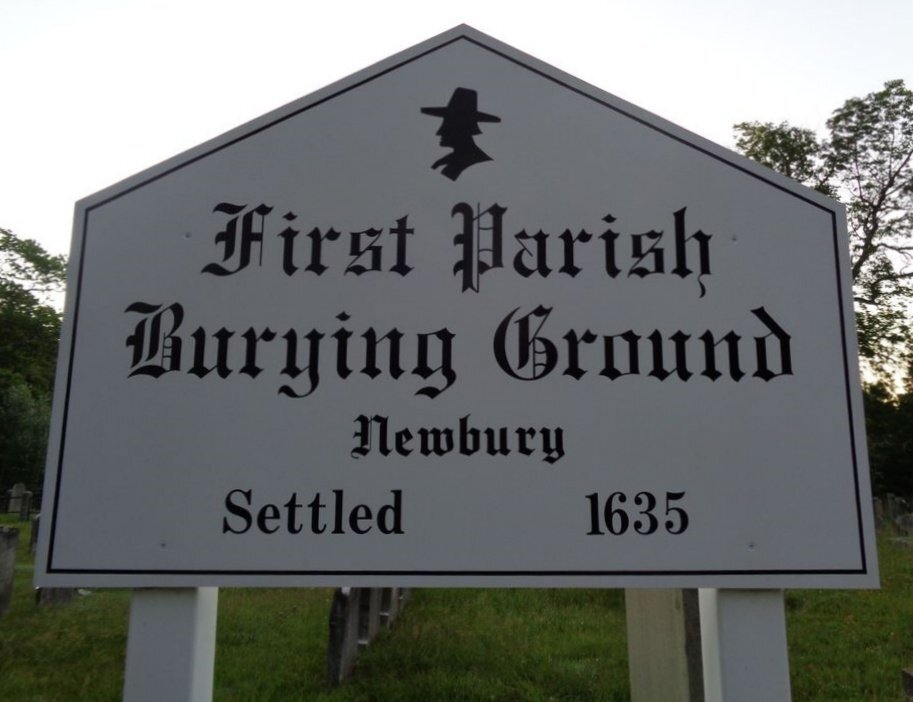 First Parish
Burying Ground
Newbury
Settled 1635